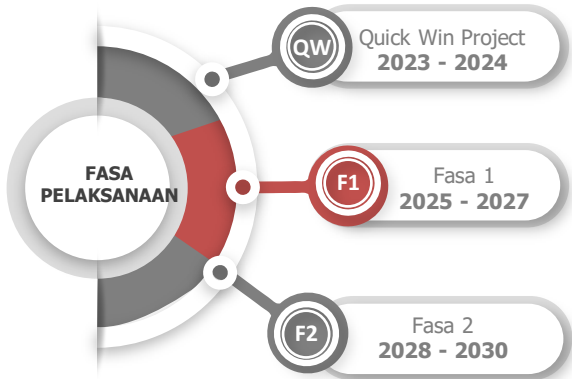 FASA
PELAKSANAAN
QW
Quick Win Project
2023 - 2024
F1
Fasa 1
2025 - 2027
F2
Fasa 2
2028 - 2030